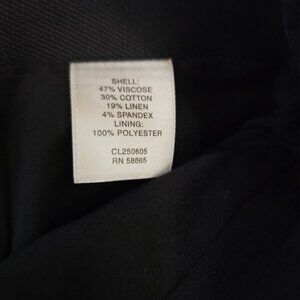 SHELL:
47% VISCOSE
30% COTTON
19% LINEN
4% SPANDEX
LINING:
100% POLYESTER
CL250605
RN 58665